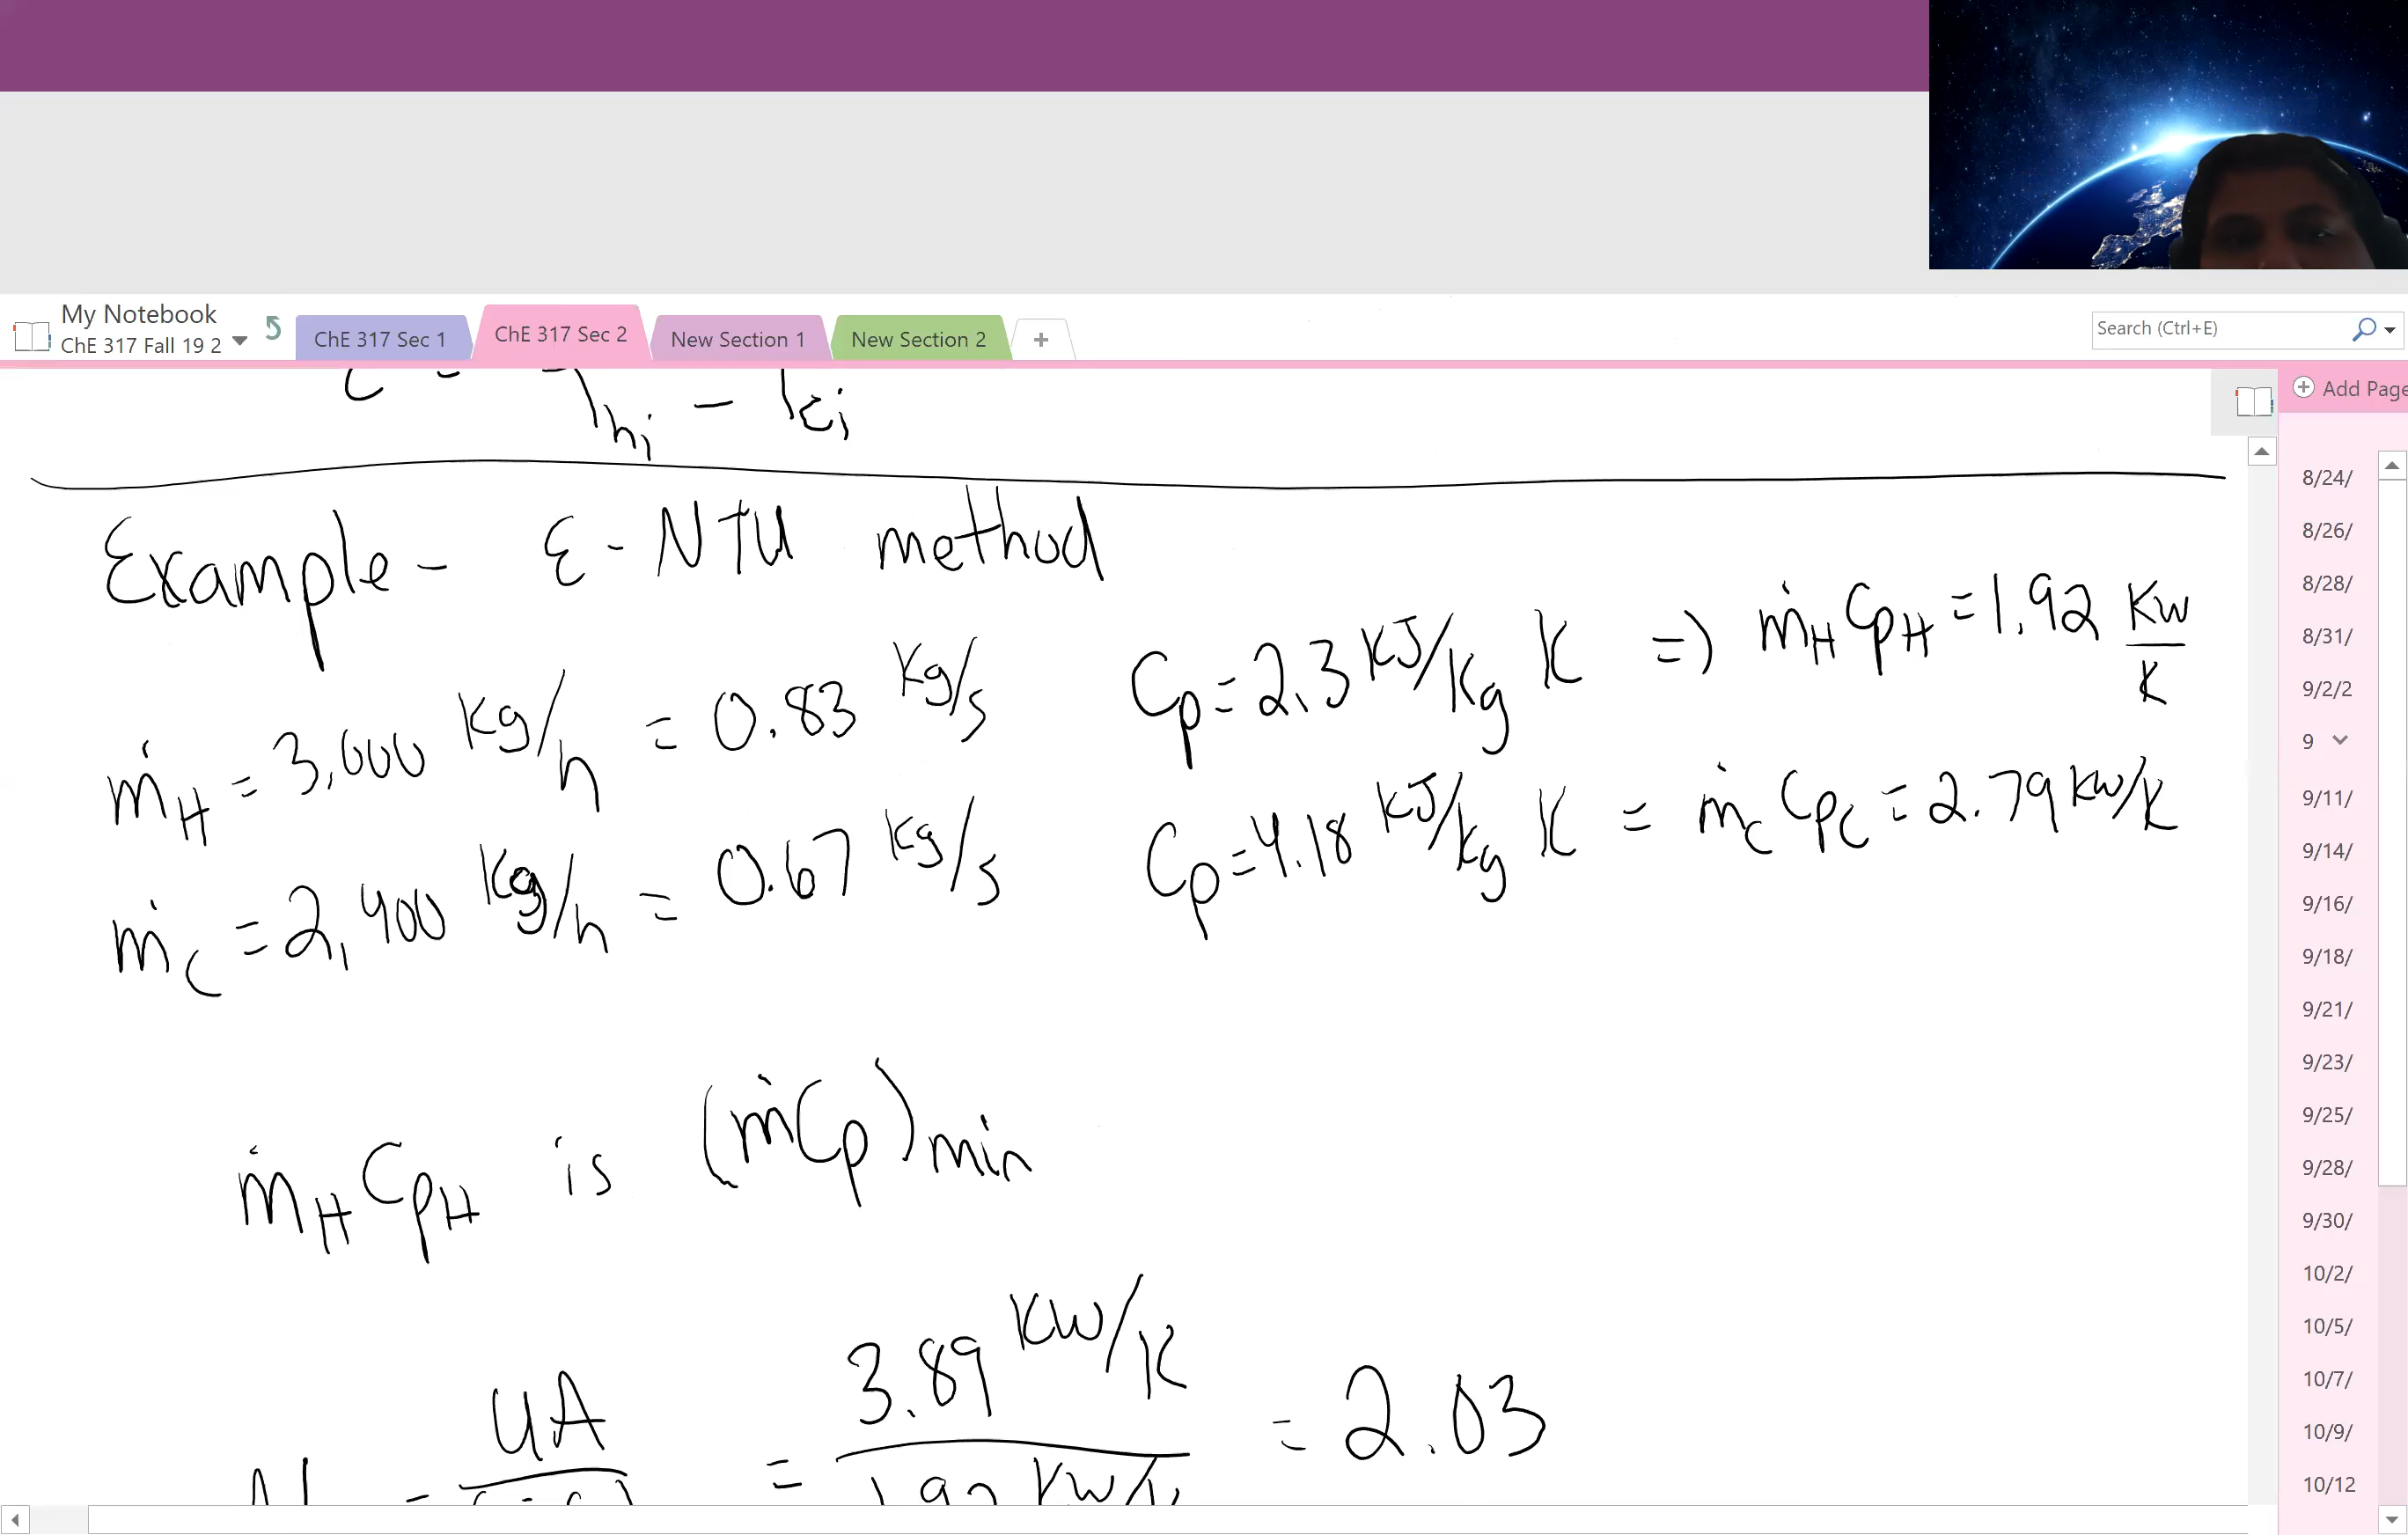 My Notebook
ChE 317 Fall 19 2
ChE 317 Sec 1
ChE 317 Sec 2
New Section 1
New Section 2
+
Search (Ctrl+E)
Add Page
hi - ci
Example - ε - NTU method
ṁH = 3,000 Kg/h = 0.83 Kg/s Cp = 2.3 KJ/Kg K => ṁH CpH = 1.92 KW/K
ṁC = 2,400 Kg/h = 0.67 Kg/s Cp = 4.18 KJ/Kg K = ṁC CpC = 2.79 KW/K
ṁH CpH is (ṁCp)min
UA = 3.89 KW/K = 2.03
8/24/
8/26/
8/28/
8/31/
9/2/2
9
9/11/
9/14/
9/16/
9/18/
9/21/
9/23/
9/25/
9/28/
9/30/
10/2/
10/5/
10/7/
10/9/
10/12